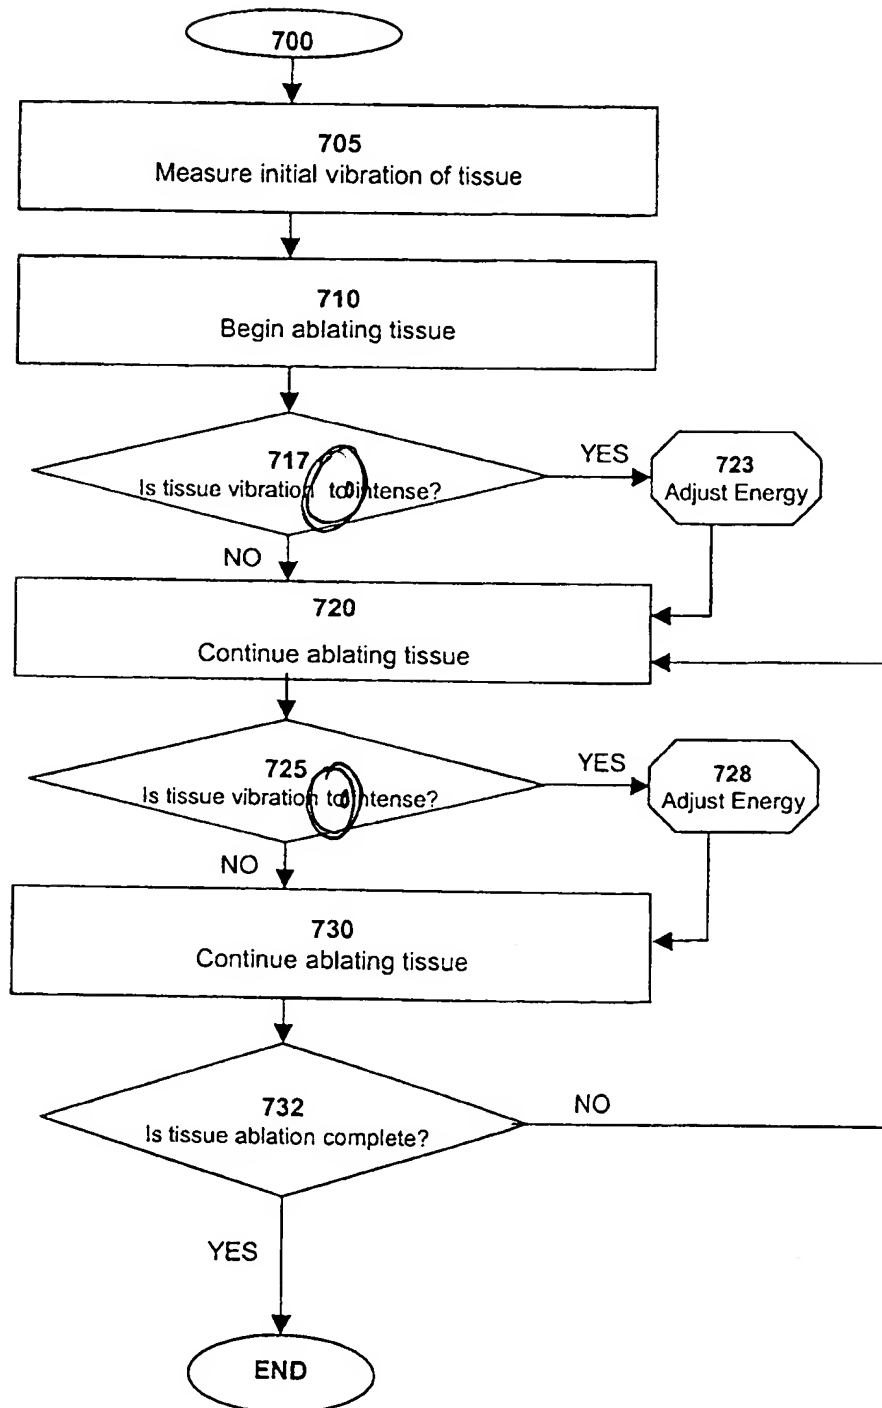 700
705
Measure initial vibration of tissue
710
Begin ablating tissue
717
Is tissue vibration too intense?
YES
723
Adjust Energy
NO
720
Continue ablating tissue
725
Is tissue vibration too intense?
YES
728
Adjust Energy
NO
730
Continue ablating tissue
732
Is tissue ablation complete?
NO
YES
END